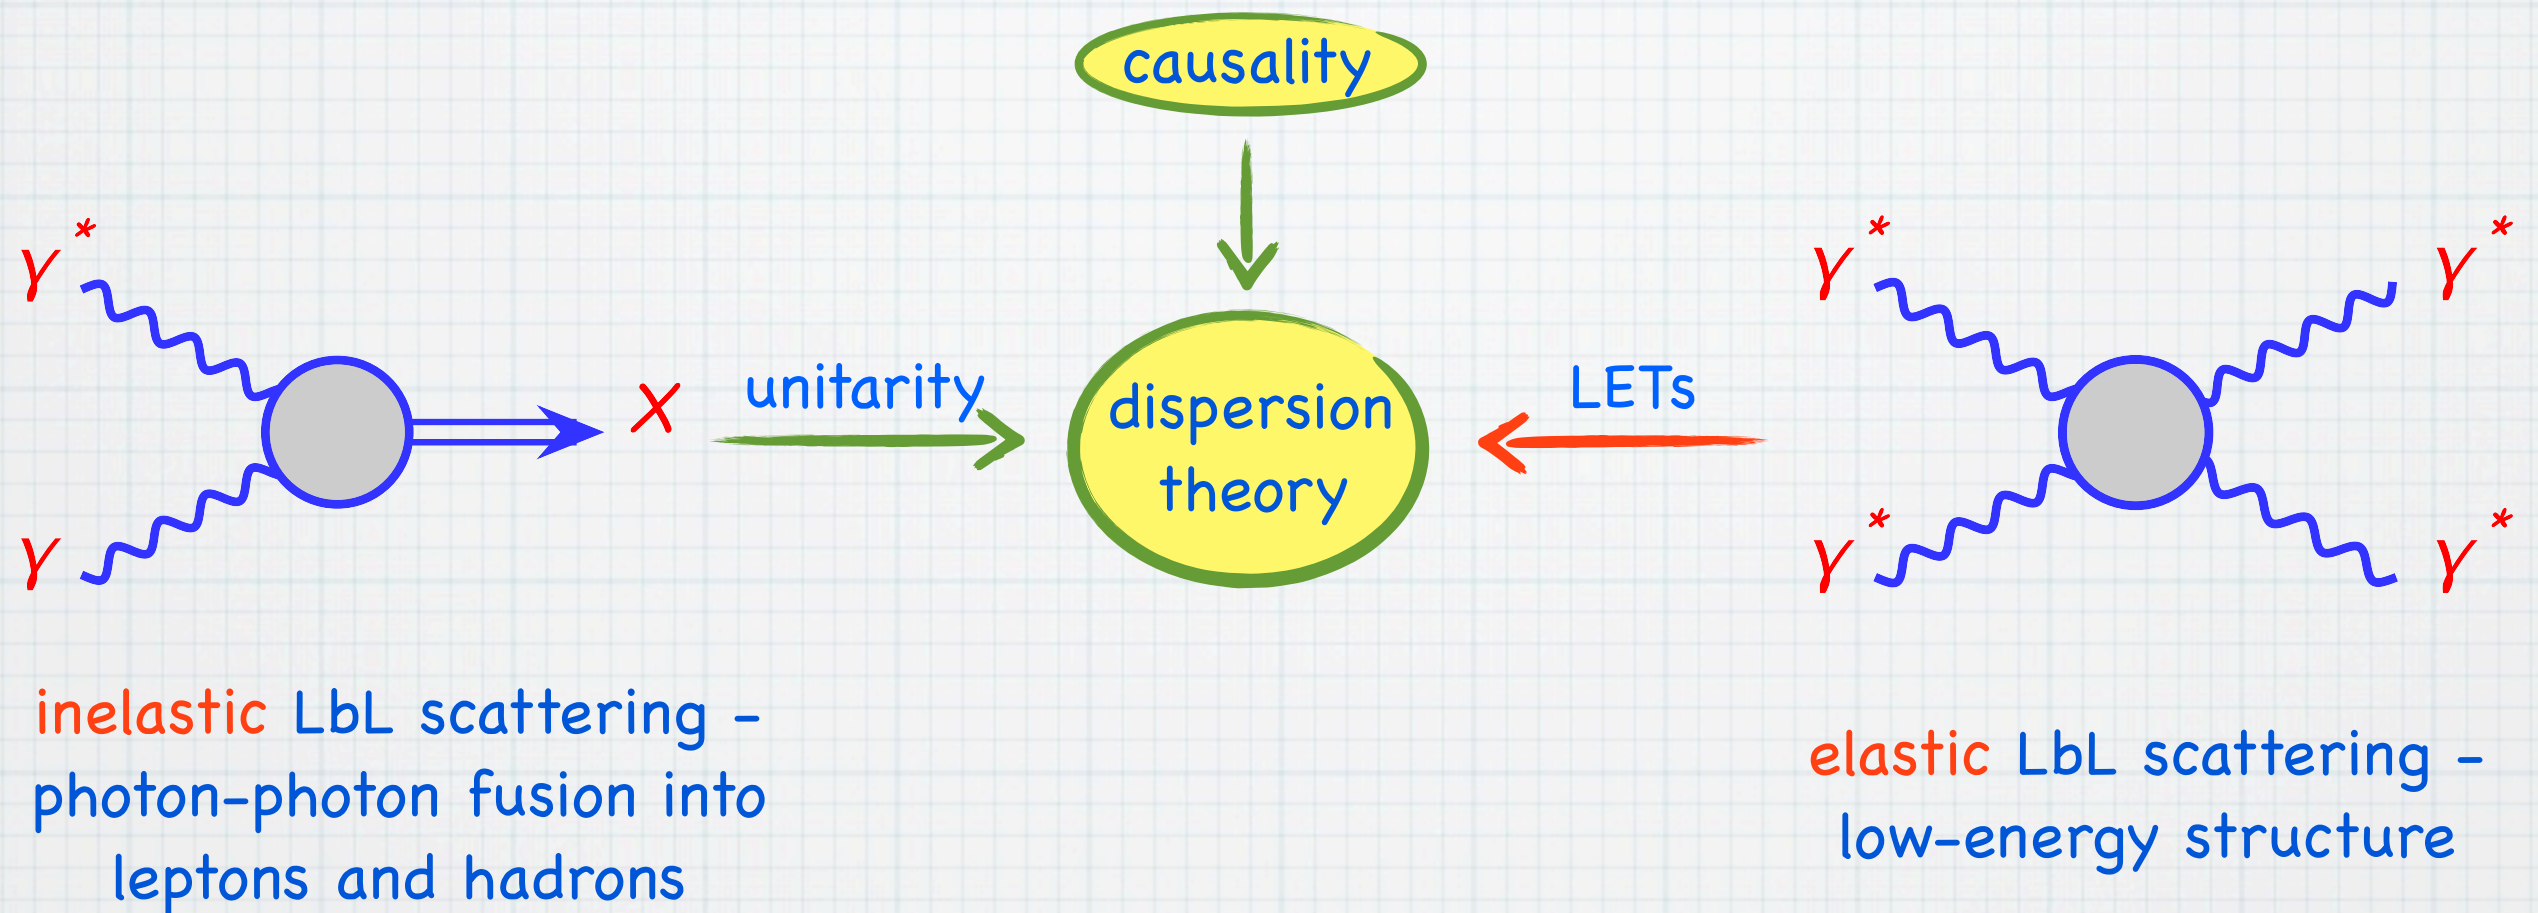 causality
γ*
γ
X
unitarity
dispersion
theory
LETs
γ*
γ*
γ*
γ*
inelastic LbL scattering –
photon–photon fusion into
leptons and hadrons
elastic LbL scattering –
low–energy structure